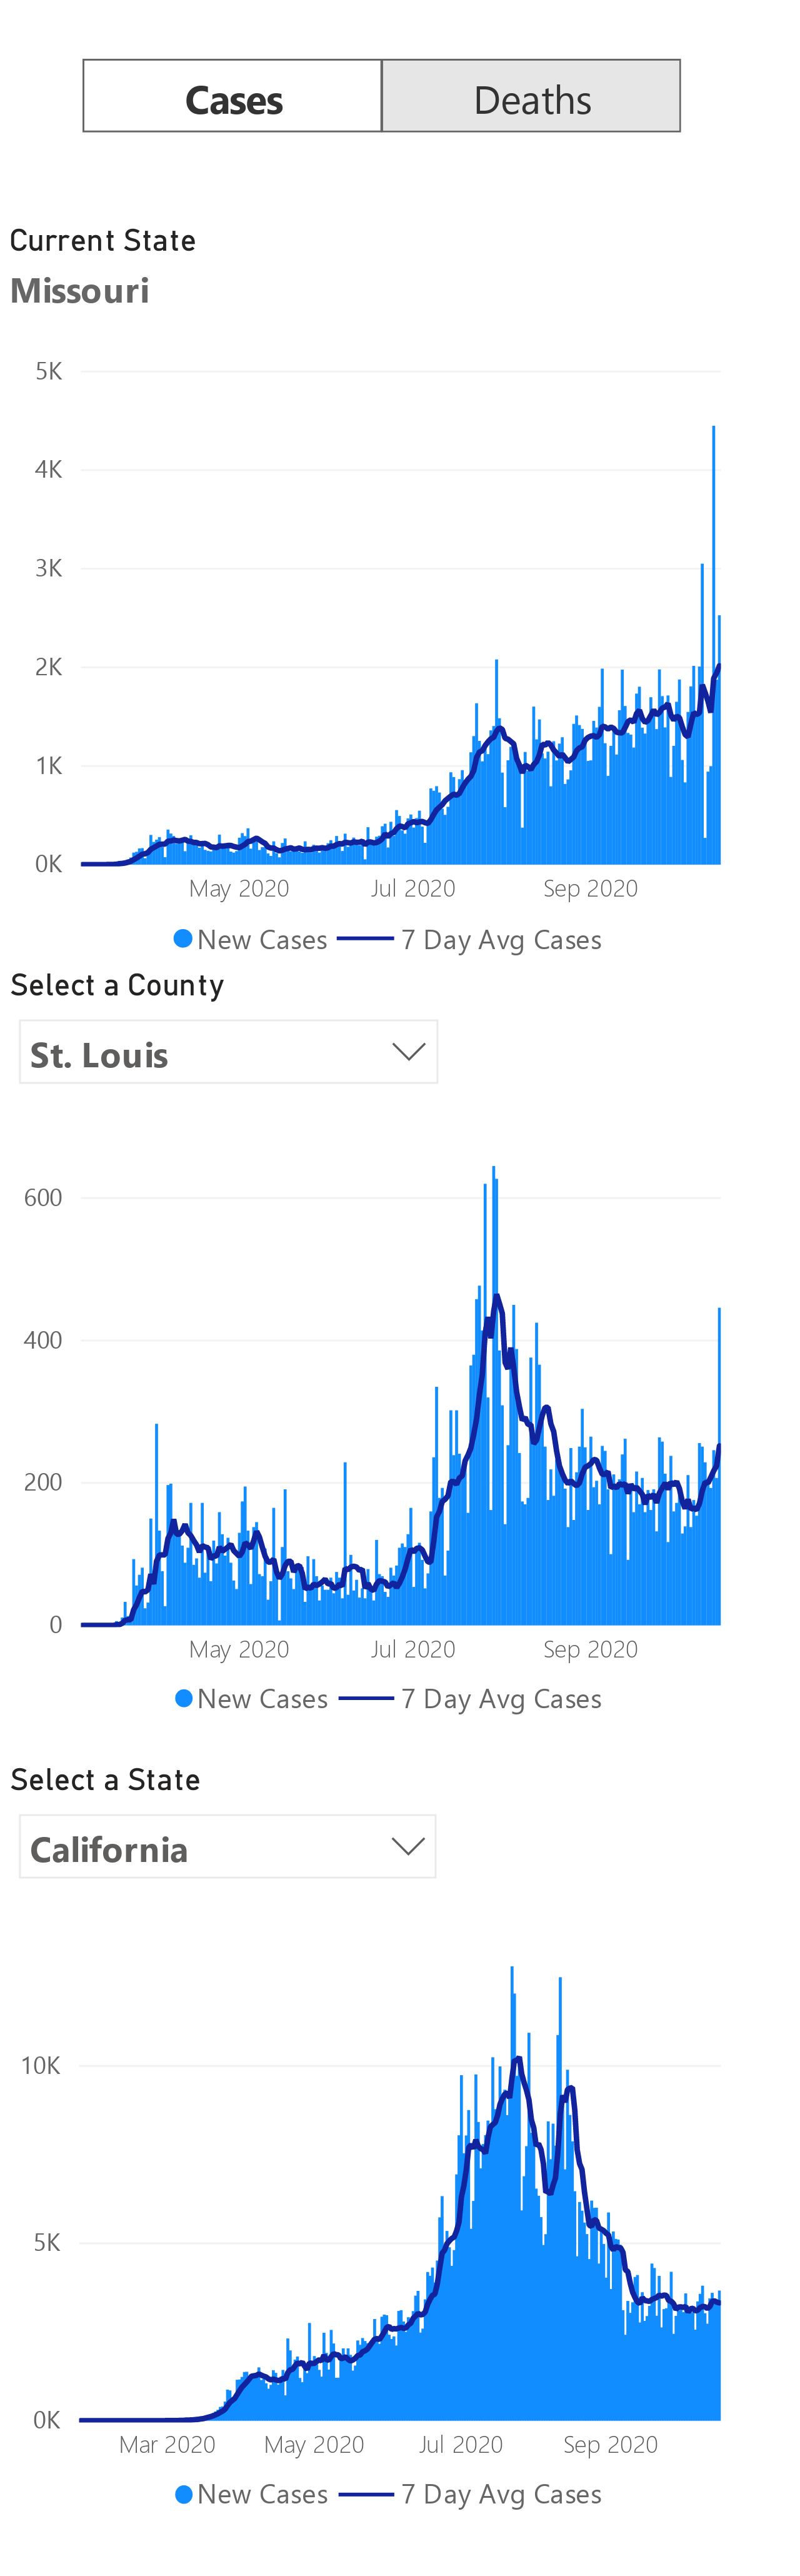 Cases Deaths
Current State
Missouri
5K
4K
3K
2K
1K
0K
May 2020 Jul 2020 Sep 2020
New Cases 7 Day Avg Cases
Select a County
St. Louis
600
400
200
0
May 2020 Jul 2020 Sep 2020
New Cases 7 Day Avg Cases
Select a State
California
10K
5K
0K
Mar 2020 May 2020 Jul 2020 Sep 2020
New Cases 7 Day Avg Cases